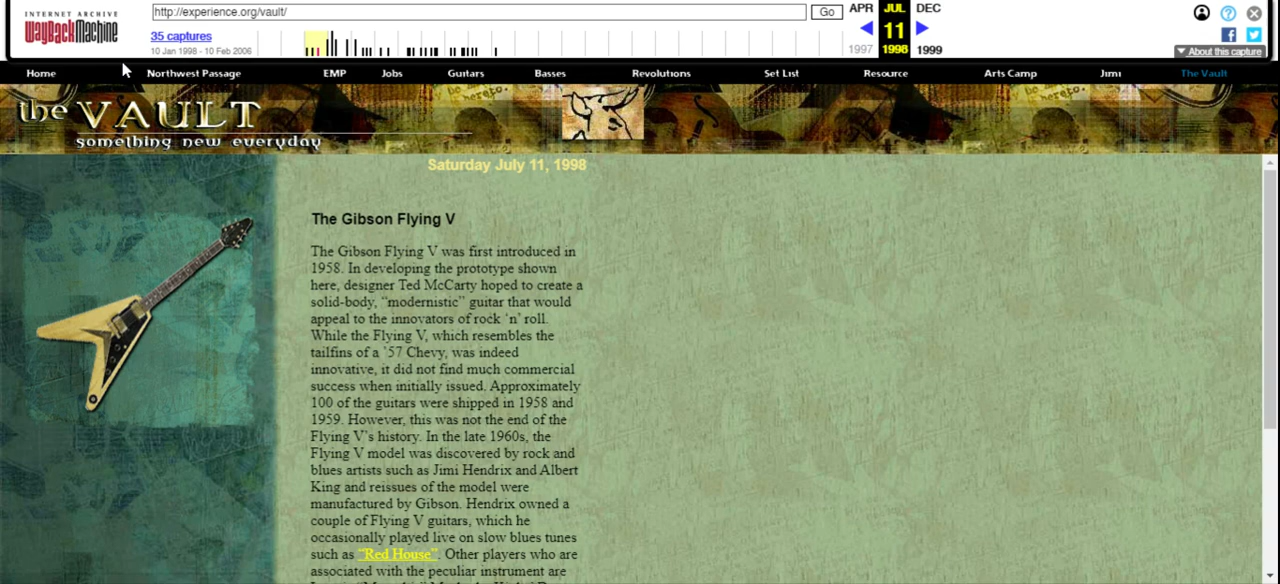 INTERNET ARCHIVE
WayBackMachine
http://experience.org/vault/
Go
APR
JUL
DEC
35 captures
11
10 Jan 1998 - 10 Feb 2006
1997
1998
1999
About this capture
Home
Northwest Passage
EMP
Jobs
Guitars
Basses
Revolutions
Set List
Resource
Arts Camp
Jimi
The Vault
the VAULT
something new everyday
Saturday July 11, 1998
The Gibson Flying V
The Gibson Flying V was first introduced in
1958. In developing the prototype shown
here, designer Ted McCarty hoped to create a
solid-body, “modernistic” guitar that would
appeal to the innovators of rock ‘n’ roll.
While the Flying V, which resembles the
tailfins of a ’57 Chevy, was indeed
innovative, it did not find much commercial
success when initially issued. Approximately
100 of the guitars were shipped in 1958 and
1959. However, this was not the end of the
Flying V’s history. In the late 1960s, the
Flying V model was discovered by rock and
blues artists such as Jimi Hendrix and Albert
King and reissues of the model were
manufactured by Gibson. Hendrix owned a
couple of Flying V guitars, which he
occasionally played live on slow blues tunes
such as “Red House”. Other players who are
associated with the peculiar instrument are